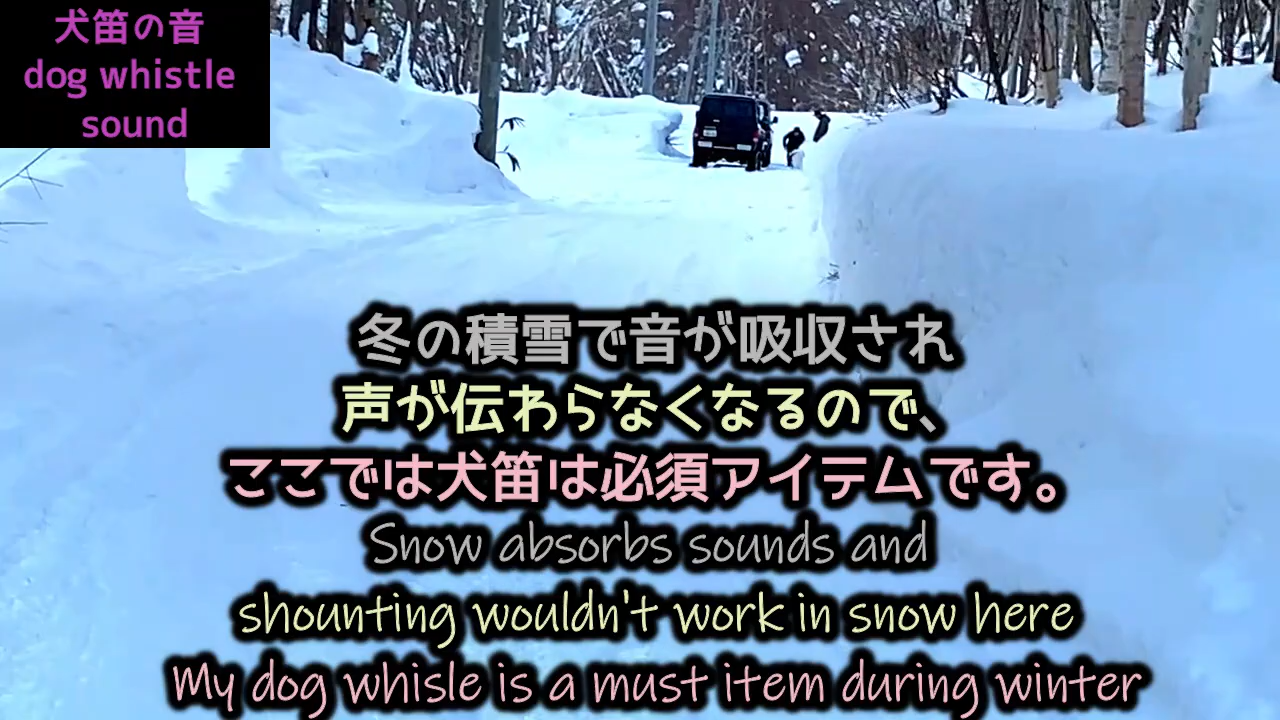 犬笛の音
dog whistle
sound
冬の積雪で音が吸収され
声が伝わらなくなるので、
ここでは犬笛は必須アイテムです。
Snow absorbs sounds and
shounting wouldn't work in snow here
My dog whisle is a must item during winter